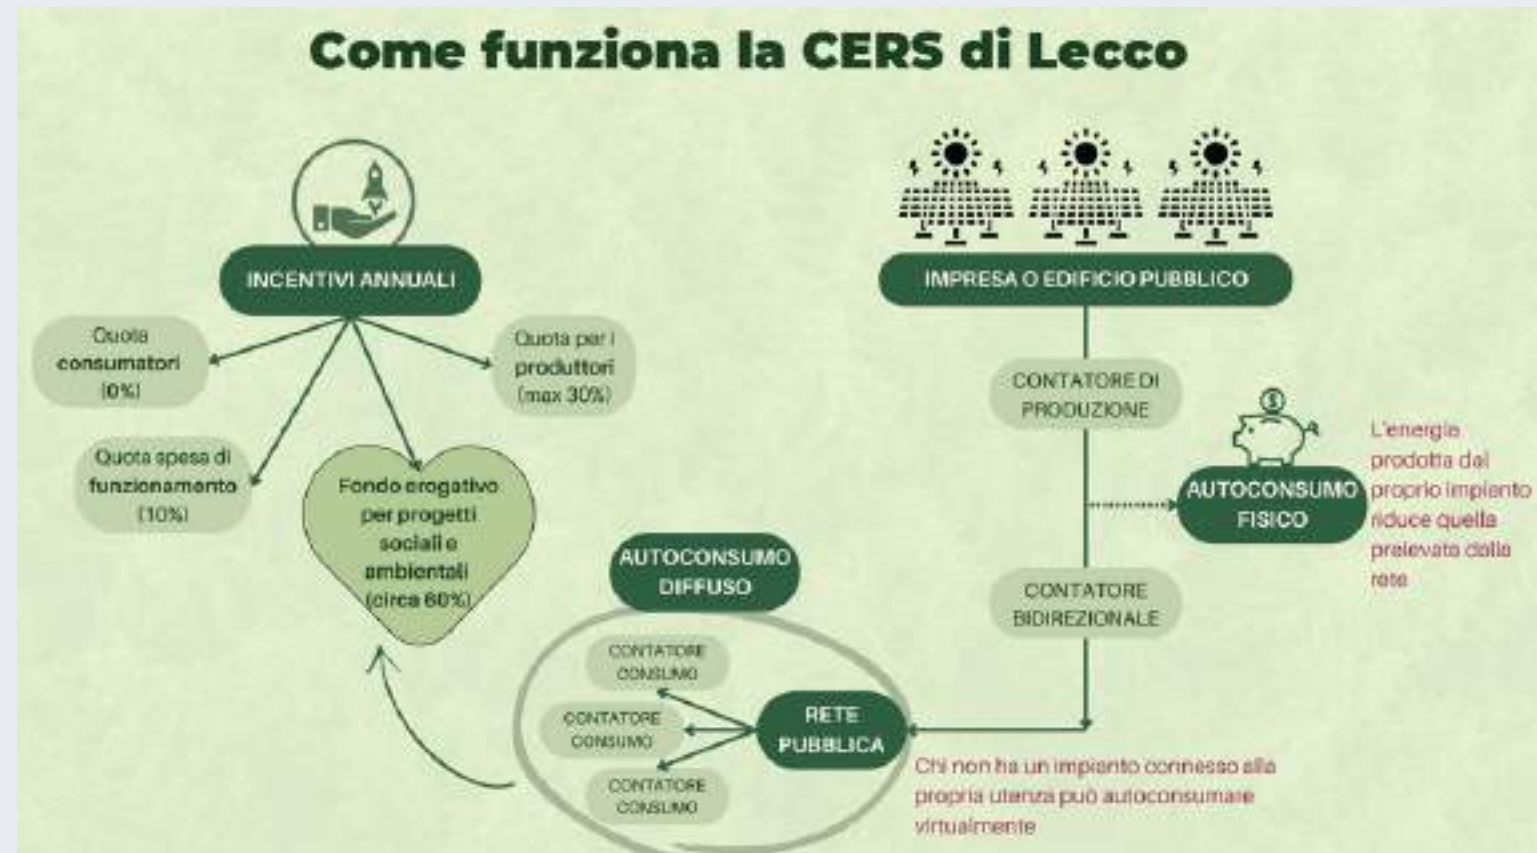 Come funziona la CERS di Lecco
INCENTIVI ANNUALI
Quota
consumatori
(0%)
Quota per i
produttori
(max 30%)
Quota spesa di
funzionamento
(10%)
Fondo erogativo
per progetti
sociali e
ambientali
(circa 60%)
IMPRESA O EDIFICIO PUBBLICO
CONTATORE DI
PRODUZIONE
AUTOCONSUMO
FISICO
L'energia
prodotta dal
proprio impianto
riduce quella
prelevata dalla
rete
CONTATORE
BIDIREZIONALE
AUTOCONSUMO
DIFFUSO
CONTATORE
CONSUMO
CONTATORE
CONSUMO
CONTATORE
CONSUMO
RETE
PUBBLICA
Chi non ha un impianto connesso alla
propria utenza può autoconsumare
virtualmente